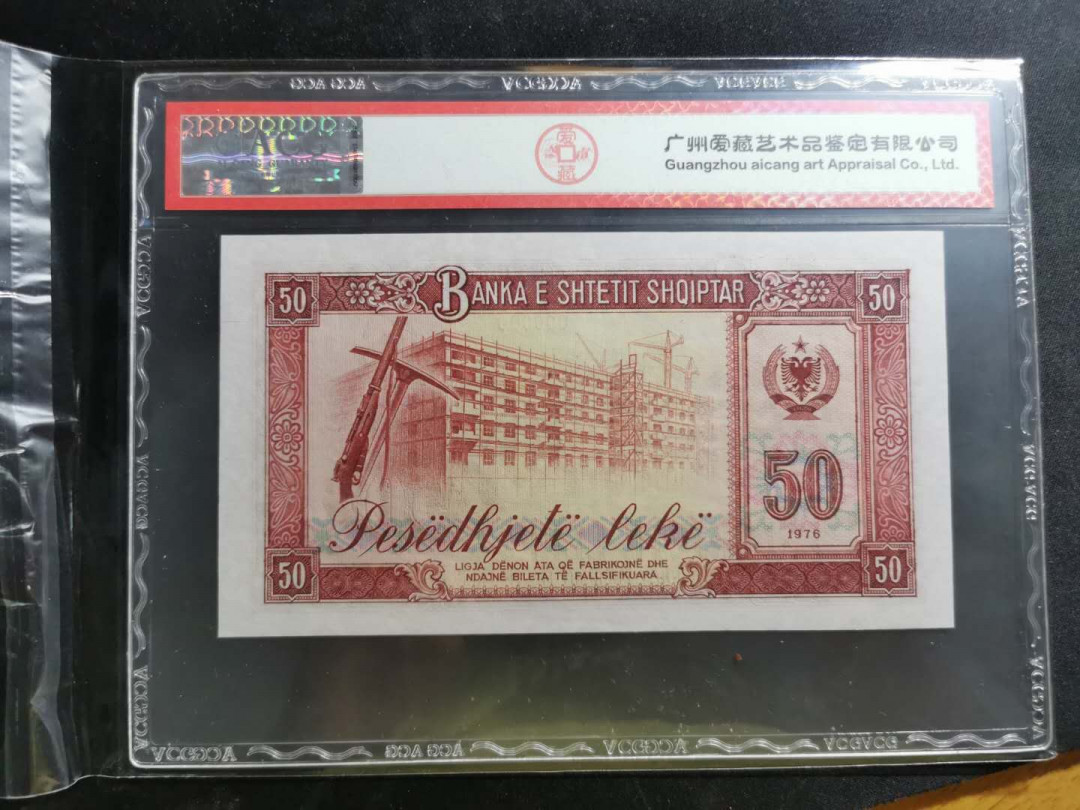 广州爱藏艺术品鉴定有限公司
Guangzhou aicang art Appraisal Co., Ltd.
爱
藏
50
BANKA E SHTETIT SHQIPTAR
50
50
1976
Pesëdhjetë lekë
LIGJA DËNON ATA QË FABRIKOJNË DHE
NDAJNË BILETA TË FALLSIFIKUARA
50
50